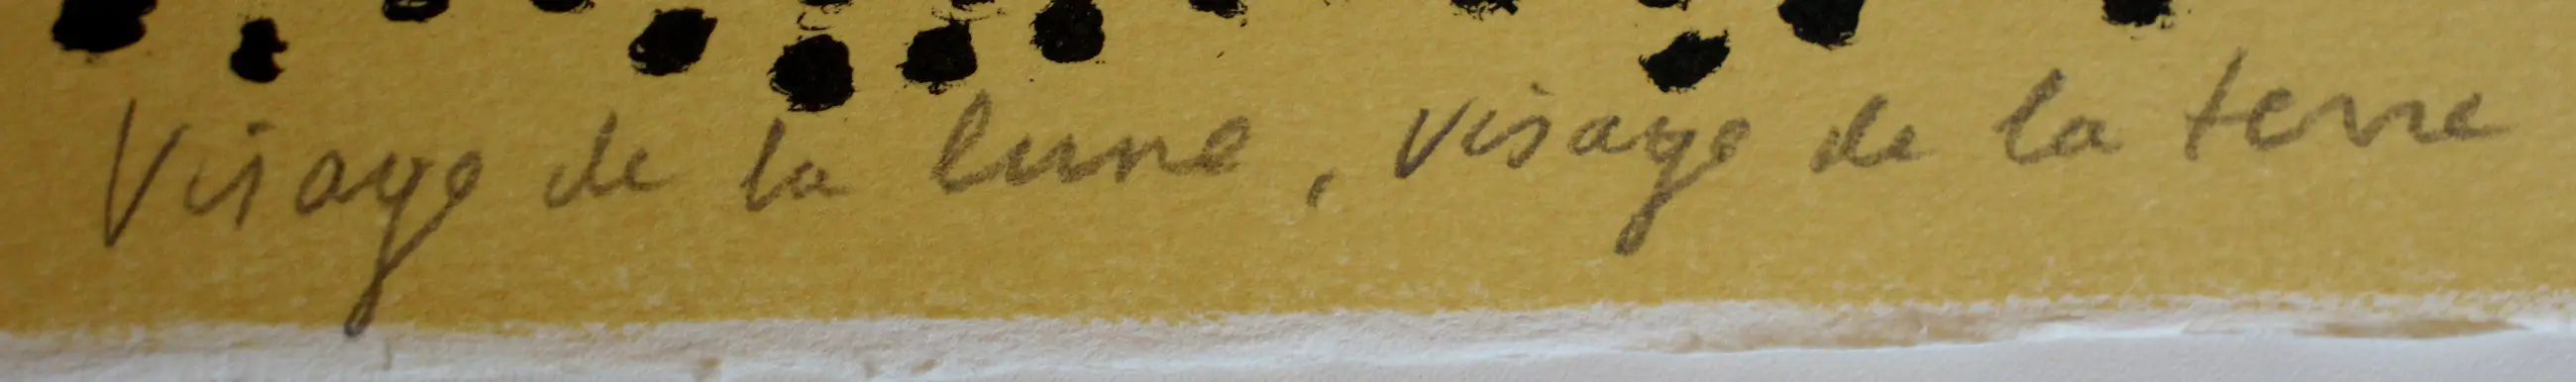 Visage de la lune, visage de la terre